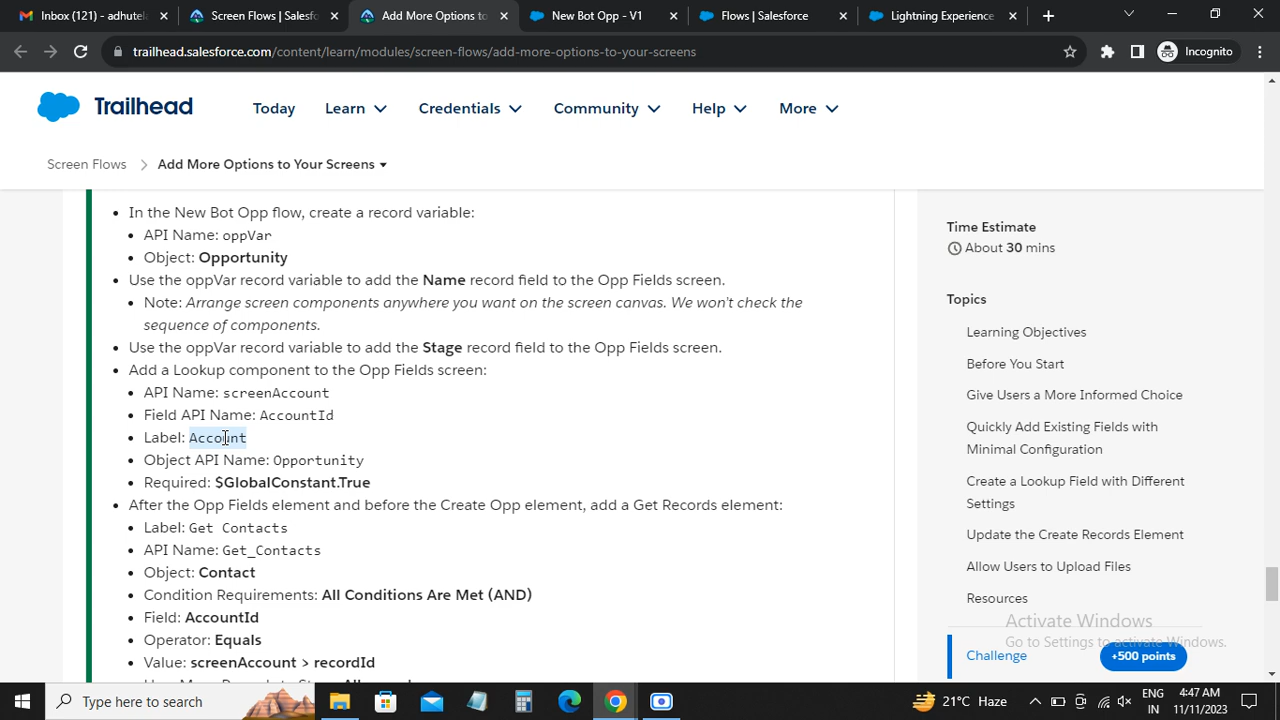 Inbox (121) - adhutel
Screen Flows | Salesfo
Add More Options to
New Bot Opp - V1
Flows | Salesforce
Lightning Experience
trailhead.salesforce.com/content/learn/modules/screen-flows/add-more-options-to-your-screens
Incognito
Trailhead
Today
Learn
Credentials
Community
Help
More
Screen Flows
Add More Options to Your Screens
In the New Bot Opp flow, create a record variable:
API Name: oppVar
Object: Opportunity
Use the oppVar record variable to add the Name record field to the Opp Fields screen.
Note: Arrange screen components anywhere you want on the screen canvas. We won't check the
sequence of components.
Use the oppVar record variable to add the Stage record field to the Opp Fields screen.
Add a Lookup component to the Opp Fields screen:
API Name: screenAccount
Field API Name: AccountId
Label: Account
Object API Name: Opportunity
Required: $GlobalConstant.True
After the Opp Fields element and before the Create Opp element, add a Get Records element:
Label: Get Contacts
API Name: Get_Contacts
Object: Contact
Condition Requirements: All Conditions Are Met (AND)
Field: AccountId
Operator: Equals
Value: screenAccount > recordId
Time Estimate
About 30 mins
Topics
Learning Objectives
Before You Start
Give Users a More Informed Choice
Quickly Add Existing Fields with
Minimal Configuration
Create a Lookup Field with Different
Settings
Update the Create Records Element
Allow Users to Upload Files
Resources
Activate Windows
Go to Settings to activate Windows.
Challenge
+500 points
Type here to search
21°C Haze
ENG
IN
4:47 AM
11/11/2023